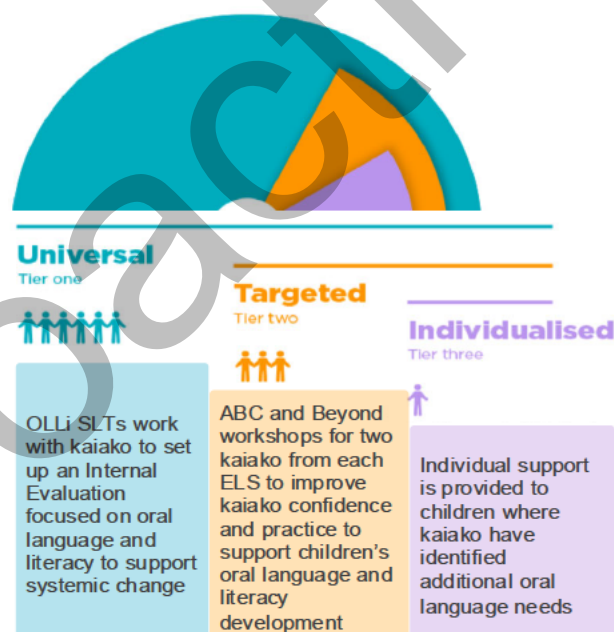 Universal
Tier one
Targeted
Tier two
Individualised
Tier three
OLLi SLTs work
with kaiako to set
up an Internal
Evaluation
focused on oral
language and
literacy to support
systemic change
ABC and Beyond
workshops for two
kaiako from each
ELS to improve
kaiako confidence
and practice to
support children's
oral language and
literacy
development
Individual support
is provided to
children where
kaiako have
identified
additional oral
language needs